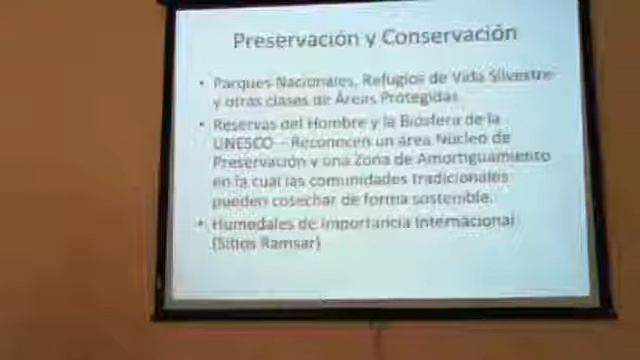 Preservación y Conservación
• Parques Nacionales, Refugios de Vida Silvestre
y otras clases de Áreas Protegidas.
• Reservas del Hombre y la Biosfera de la
UNESCO – Reconocen un área Núcleo de
Preservación y una Zona de Amortiguamiento
en la cual las comunidades tradicionales
pueden cosechar de forma sostenible.
• Humedales de Importancia Internacional
(Sitios Ramsar)